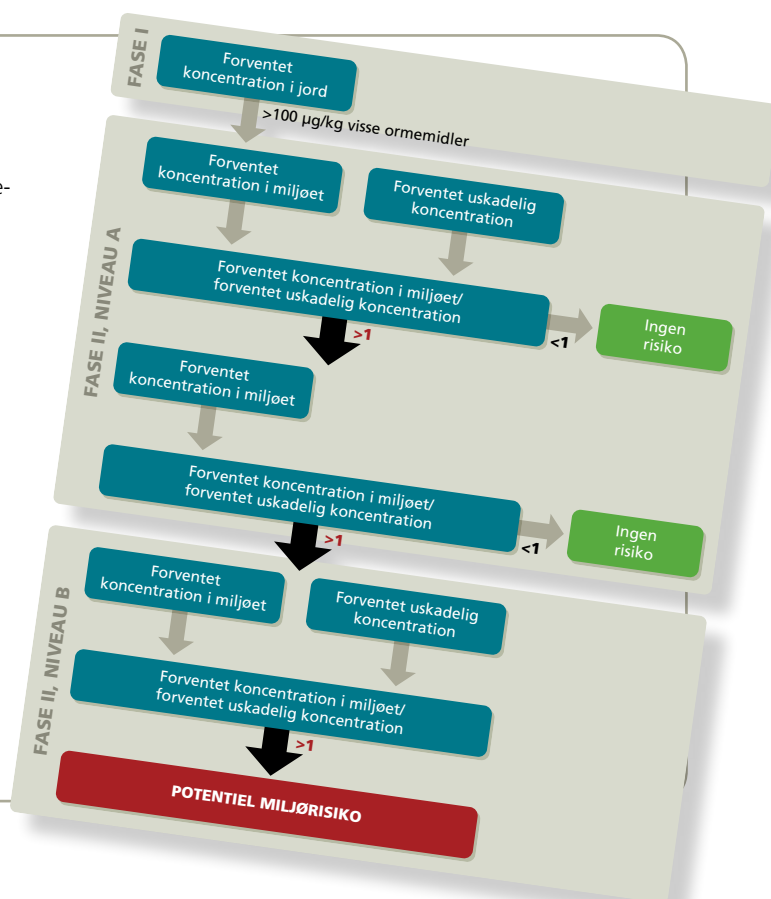 FASE I
Forventet
koncentration i jord
>100 µg/kg visse ormemidler
e-
FASE II, NIVEAU A
Forventet
koncentration i miljøet
Forventet uskadelig
koncentration
Forventet koncentration i miljøet/
forventet uskadelig koncentration
>1
<1
Ingen
risiko
Forventet
koncentration i miljøet
Forventet koncentration i miljøet/
forventet uskadelig koncentration
>1
<1
Ingen
risiko
FASE II, NIVEAU B
Forventet
koncentration i miljøet
Forventet uskadelig
koncentration
Forventet koncentration i miljøet/
forventet uskadelig koncentration
>1
POTENTIEL MILJØRISIKO